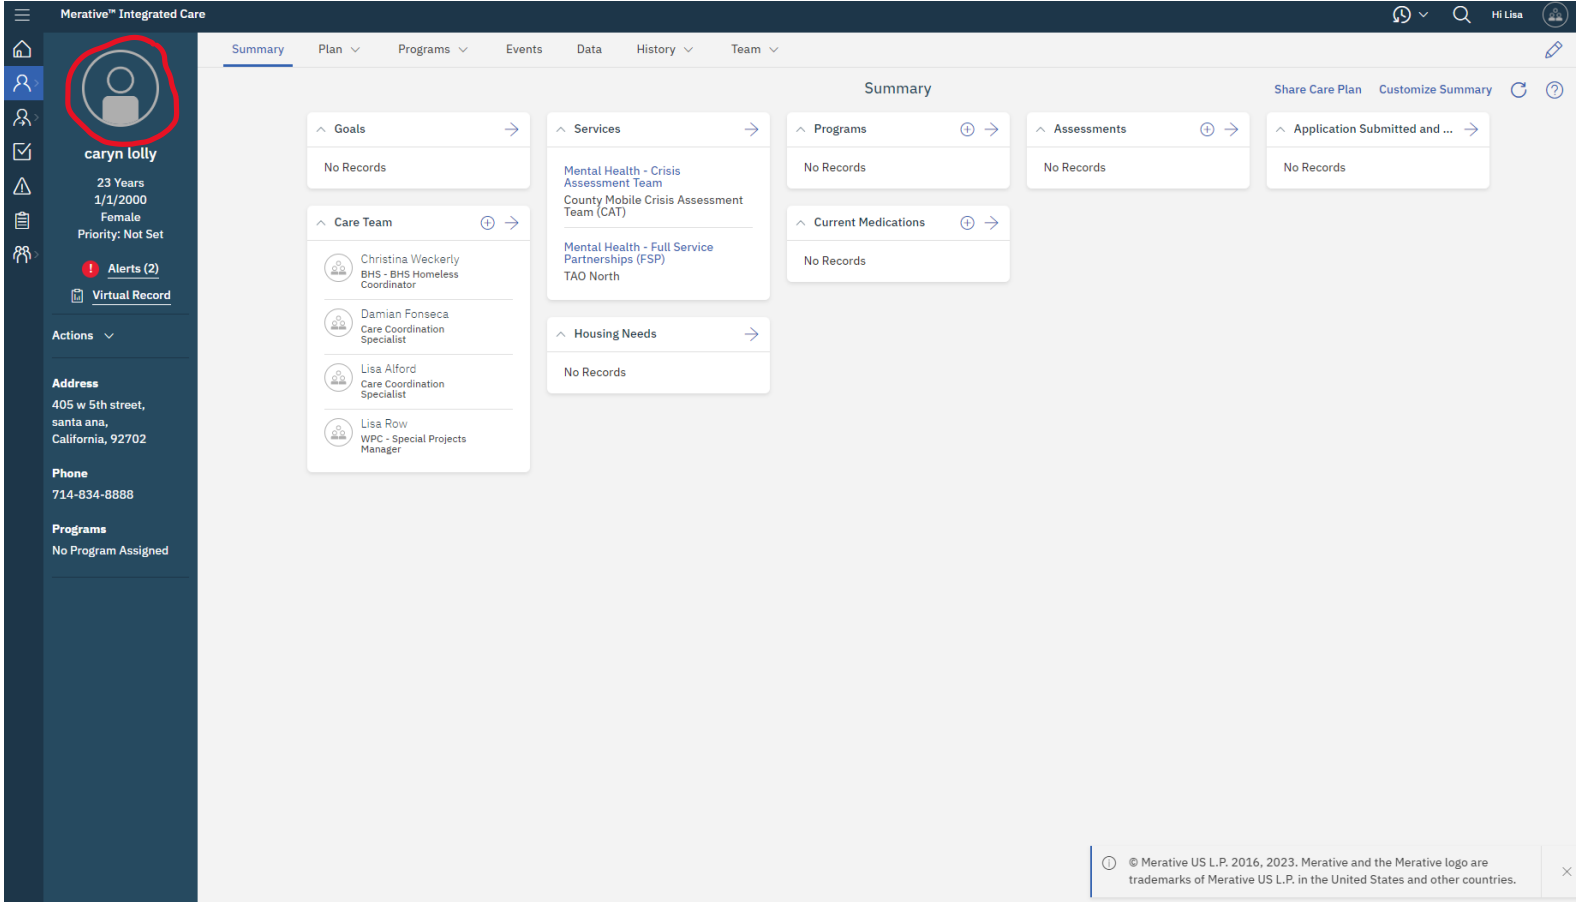 Merative™ Integrated Care
Hi Lisa
caryn lolly
23 Years
1/1/2000
Female
Priority: Not Set
! Alerts (2)
Virtual Record
Actions
Address
405 w 5th street,
santa ana,
California, 92702
Phone
714-834-8888
Programs
No Program Assigned
Summary Plan Programs Events Data History Team
Summary
Share Care Plan Customize Summary
Goals
No Records
Care Team
Christina Weckerly
BHS - BHS Homeless
Coordinator
Damian Fonseca
Care Coordination
Specialist
Lisa Alford
Care Coordination
Specialist
Lisa Row
WPC - Special Projects
Manager
Services
Mental Health - Crisis
Assessment Team
County Mobile Crisis Assessment
Team (CAT)
Mental Health - Full Service
Partnerships (FSP)
TAO North
Housing Needs
No Records
Programs
No Records
Current Medications
No Records
Assessments
No Records
Application Submitted and ...
No Records
© Merative US L.P. 2016, 2023. Merative and the Merative logo are
trademarks of Merative US L.P. in the United States and other countries.